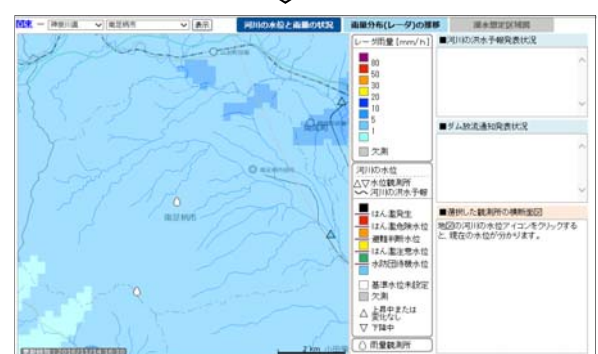 関東 － 神奈川県 南足柄市 表示 河川の水位と雨量の状況 雨量分布(レーダ)の推移 浸水想定区域図
レーダ雨量 [mm/h]
80
50
30
20
10
5
1
欠測
河川の水位
△▽水位観測所
河川の洪水予報
はん濫発生
はん濫危険水位
避難判断水位
はん濫注意水位
水防団待機水位
基準水位未設定
欠測
△ 上昇中または
変化なし
▽ 下降中
雨量観測所
■河川の洪水予報発表状況
■ダム放流通知発表状況
■選択した観測所の横断面図
地図の河川の水位アイコンをクリックする
と、現在の水位が分かります。
南足柄市
2 km